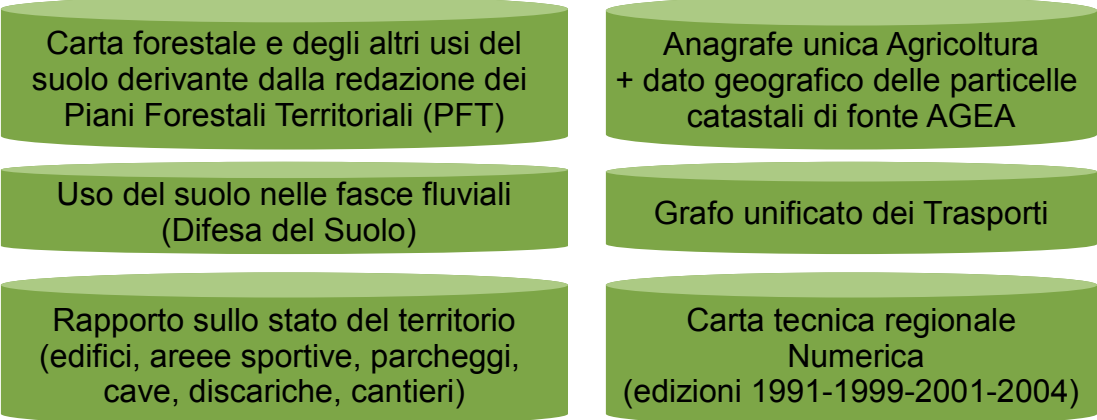 Carta forestale e degli altri usi del
suolo derivante dalla redazione dei
Piani Forestali Territoriali (PFT)
Anagrafe unica Agricoltura
+ dato geografico delle particelle
catastali di fonte AGEA
Uso del suolo nelle fasce fluviali
(Difesa del Suolo)
Grafo unificato dei Trasporti
Rapporto sullo stato del territorio
(edifici, areee sportive, parcheggi,
cave, discariche, cantieri)
Carta tecnica regionale
Numerica
(edizioni 1991-1999-2001-2004)